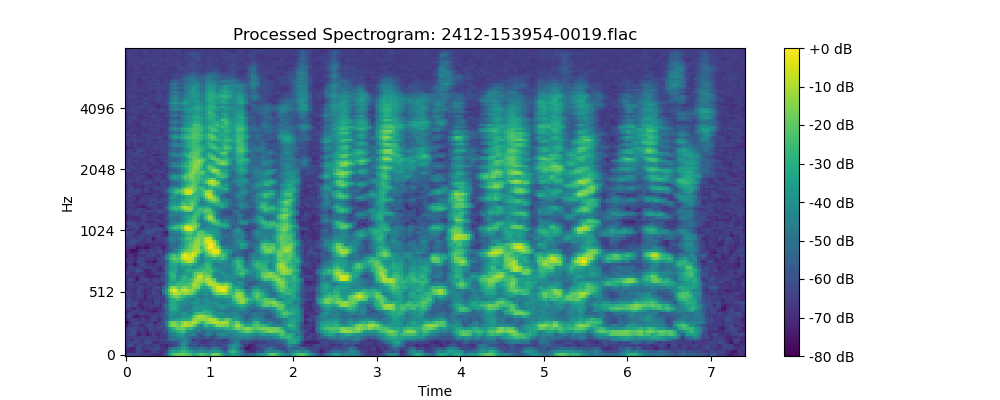 Processed Spectrogram: 2412-153954-0019.flac
Hz
4096
2048
1024
512
0
0 1 2 3 4 5 6 7
Time
+0 dB
-10 dB
-20 dB
-30 dB
-40 dB
-50 dB
-60 dB
-70 dB
-80 dB